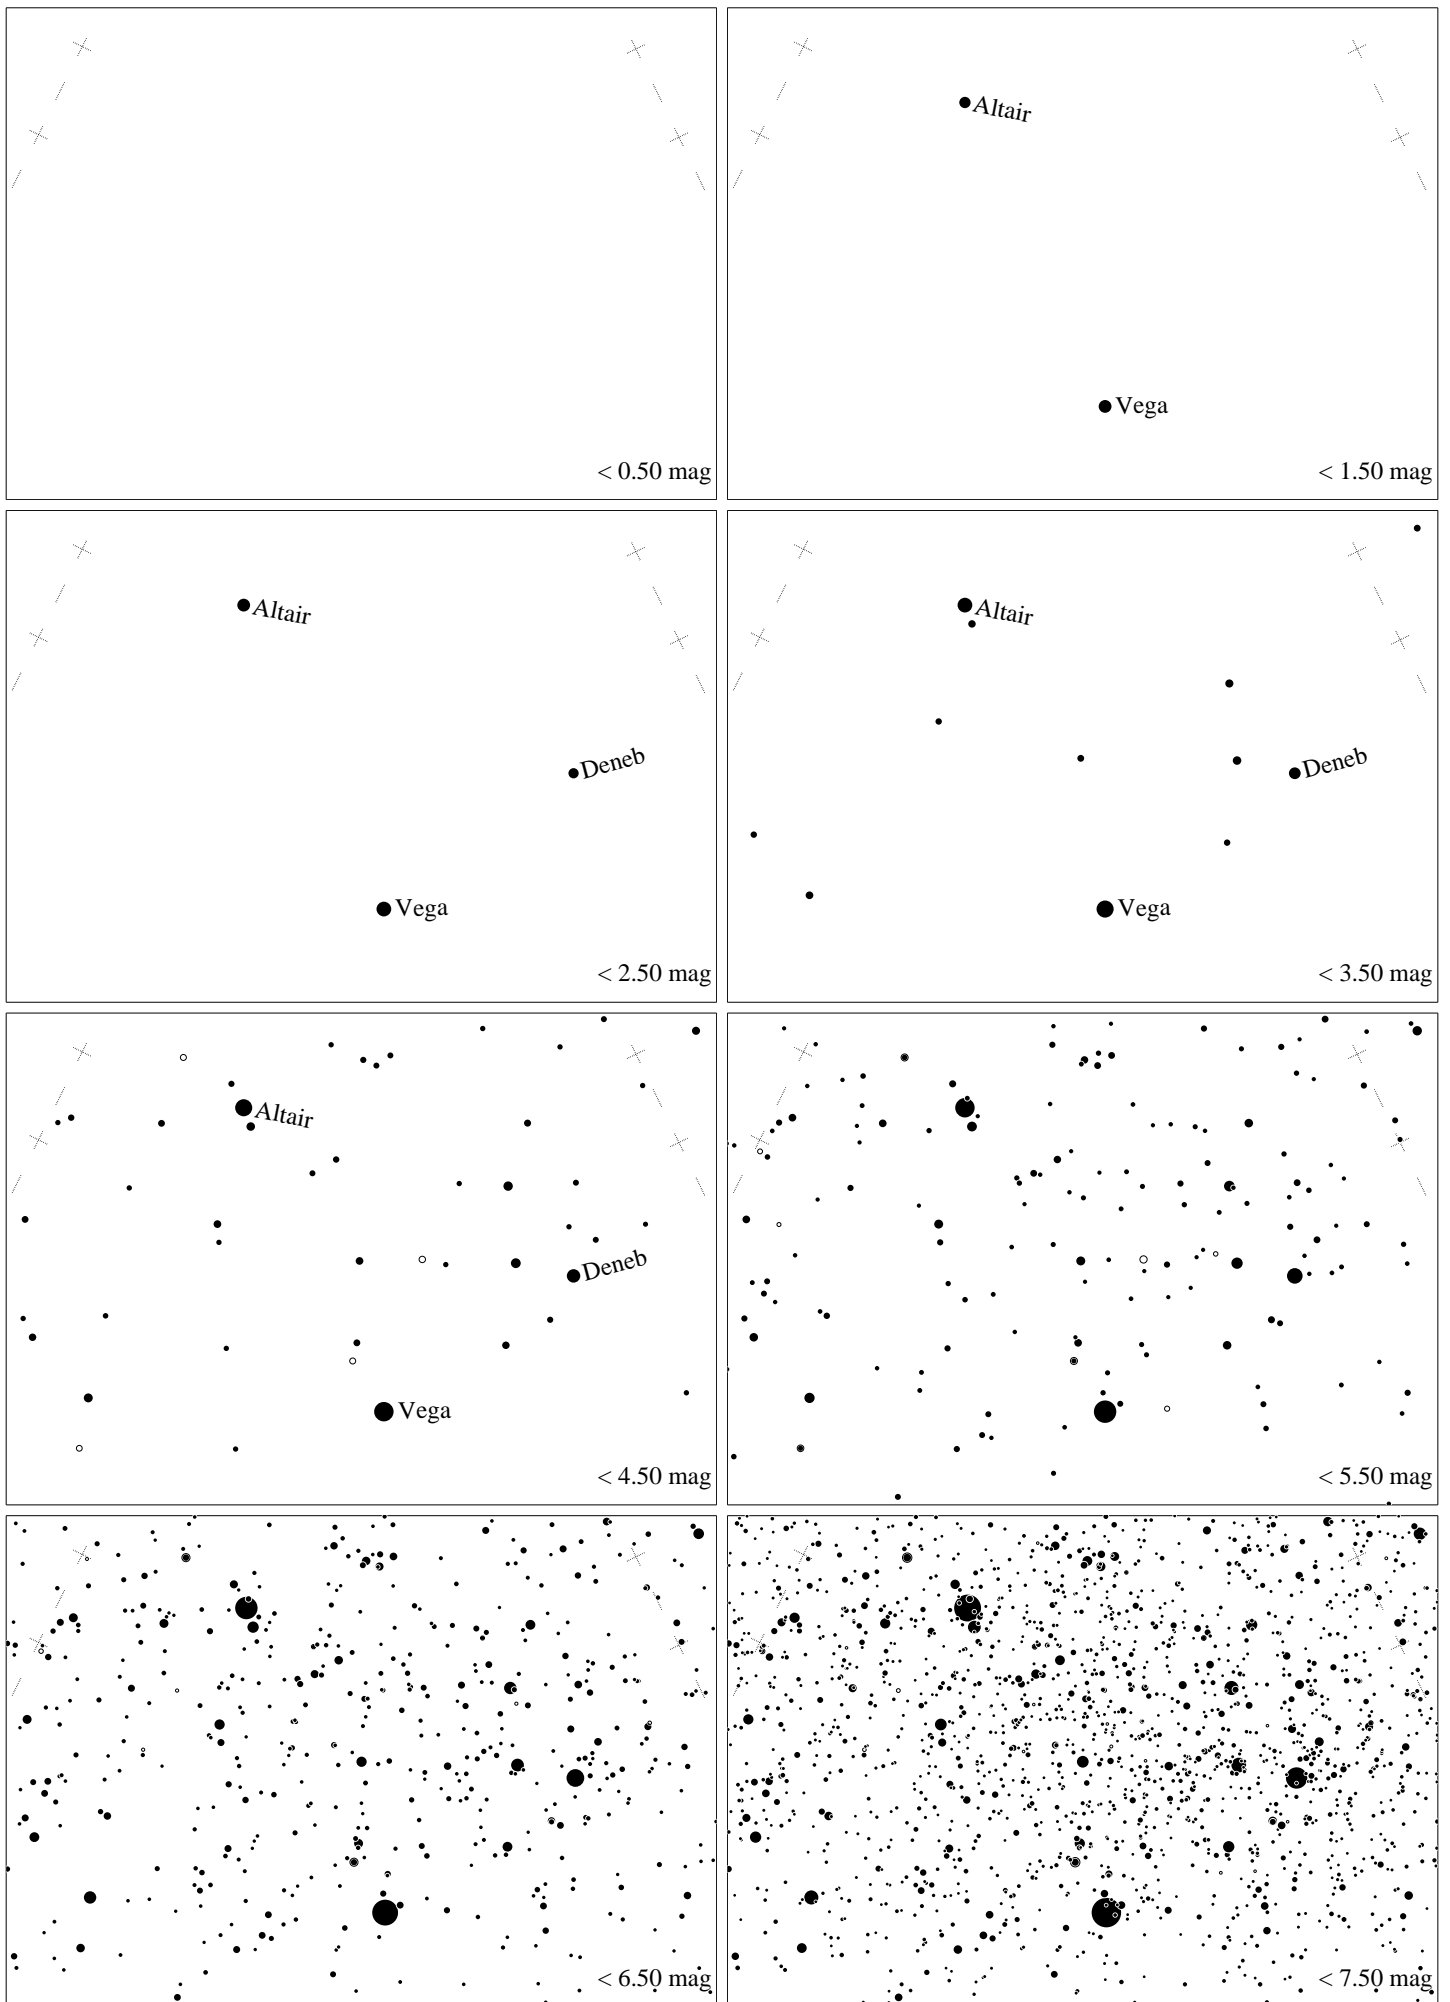 < 0.50 mag
Altair
Vega
< 1.50 mag
Altair
Deneb
Vega
< 2.50 mag
Altair
Deneb
Vega
< 3.50 mag
Altair
Deneb
Vega
< 4.50 mag
< 5.50 mag
< 6.50 mag
< 7.50 mag